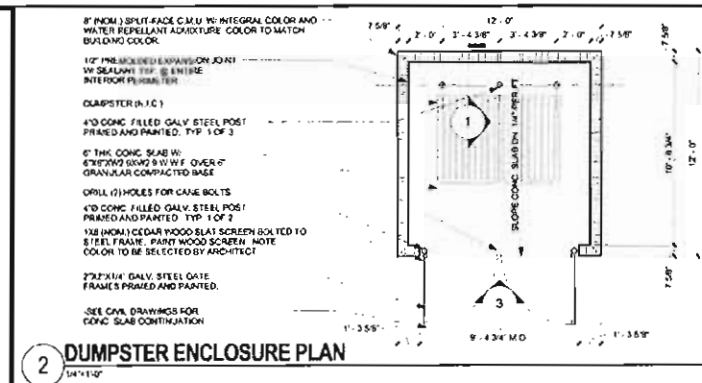 8" (NOM.) SPLIT-FACE C.M.U. W/ INTEGRAL COLOR AND
WATER REPELLANT ADMIXTURE COLOR TO MATCH
BUILDING COLOR
1/2" PREMOLDED EXPANSION JOINT
W/ SEALANT TYP. @ ENTIRE
INTERIOR PERIMETER
DUMPSTER (N.I.C.)
4"O CONC FILLED GALV. STEEL POST
PRIMED AND PAINTED. TYP. 1 OF 3
6" THK. CONC SLAB W/
6"X6"XW2.9XW2.9 W.W.F. OVER 6"
GRANULAR COMPACTED BASE
DRILL (2) HOLES FOR CANE BOLTS
4"O CONC FILLED GALV. STEEL POST
PRIMED AND PAINTED TYP 1 OF 2
1X8 (NOM.) CEDAR WOOD SLAT SCREEN BOLTED TO
STEEL FRAME. PAINT WOOD SCREEN. NOTE
COLOR TO BE SELECTED BY ARCHITECT
2"X2"X1/4" GALV. STEEL GATE
FRAMES PRIMED AND PAINTED.
SEE CIVIL DRAWINGS FOR
CONC SLAB CONTINUATION
12'-0"
7 5/8" 2'-0" 3'-4 3/8" 3'-4 3/8" 2'-0" 7 5/8"
7 5/8"
1
SLOPE CONC. SLAB DN. 1/4" PER FT.
10'-8 3/4"
12'-0"
7 5/8"
3
1'-3 5/8" 9'-4 3/4" M.O. 1'-3 5/8"
2 DUMPSTER ENCLOSURE PLAN
1/4"=1'-0"